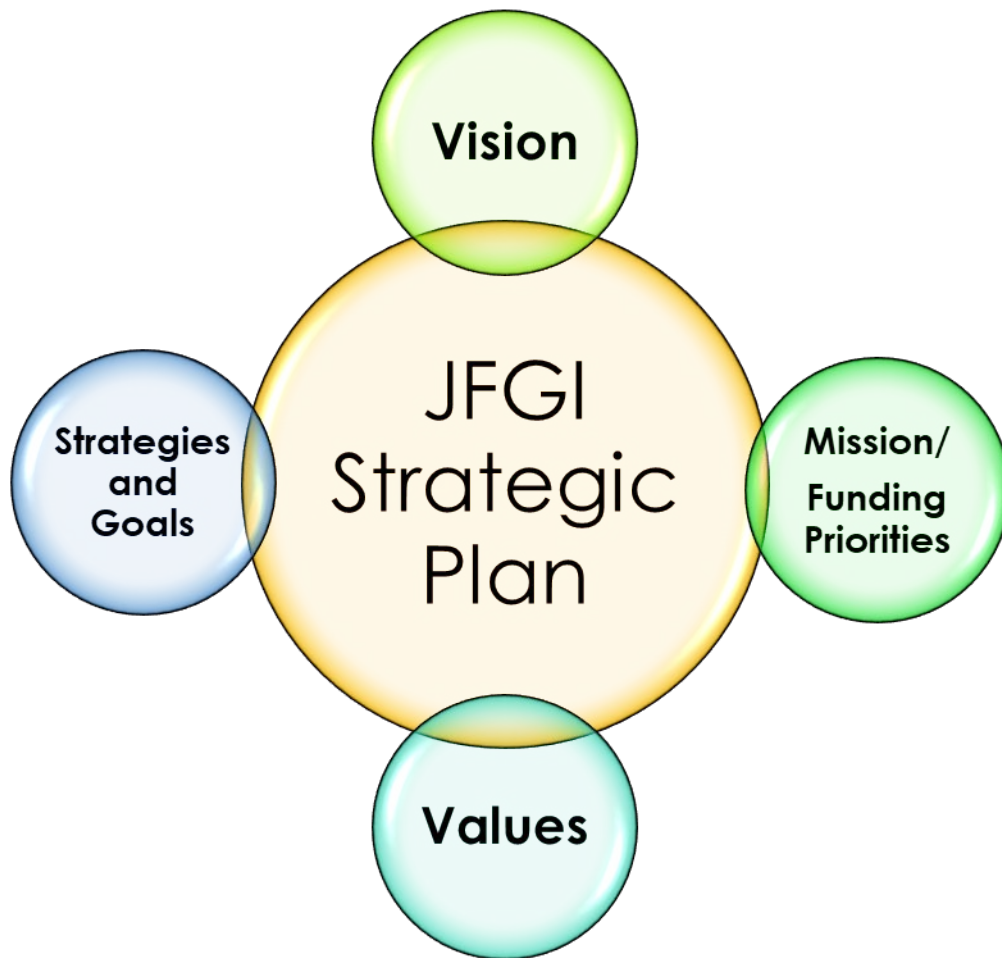 Vision
JFGI
Strategic
Plan
Strategies
and
Goals
Mission/
Funding
Priorities
Values